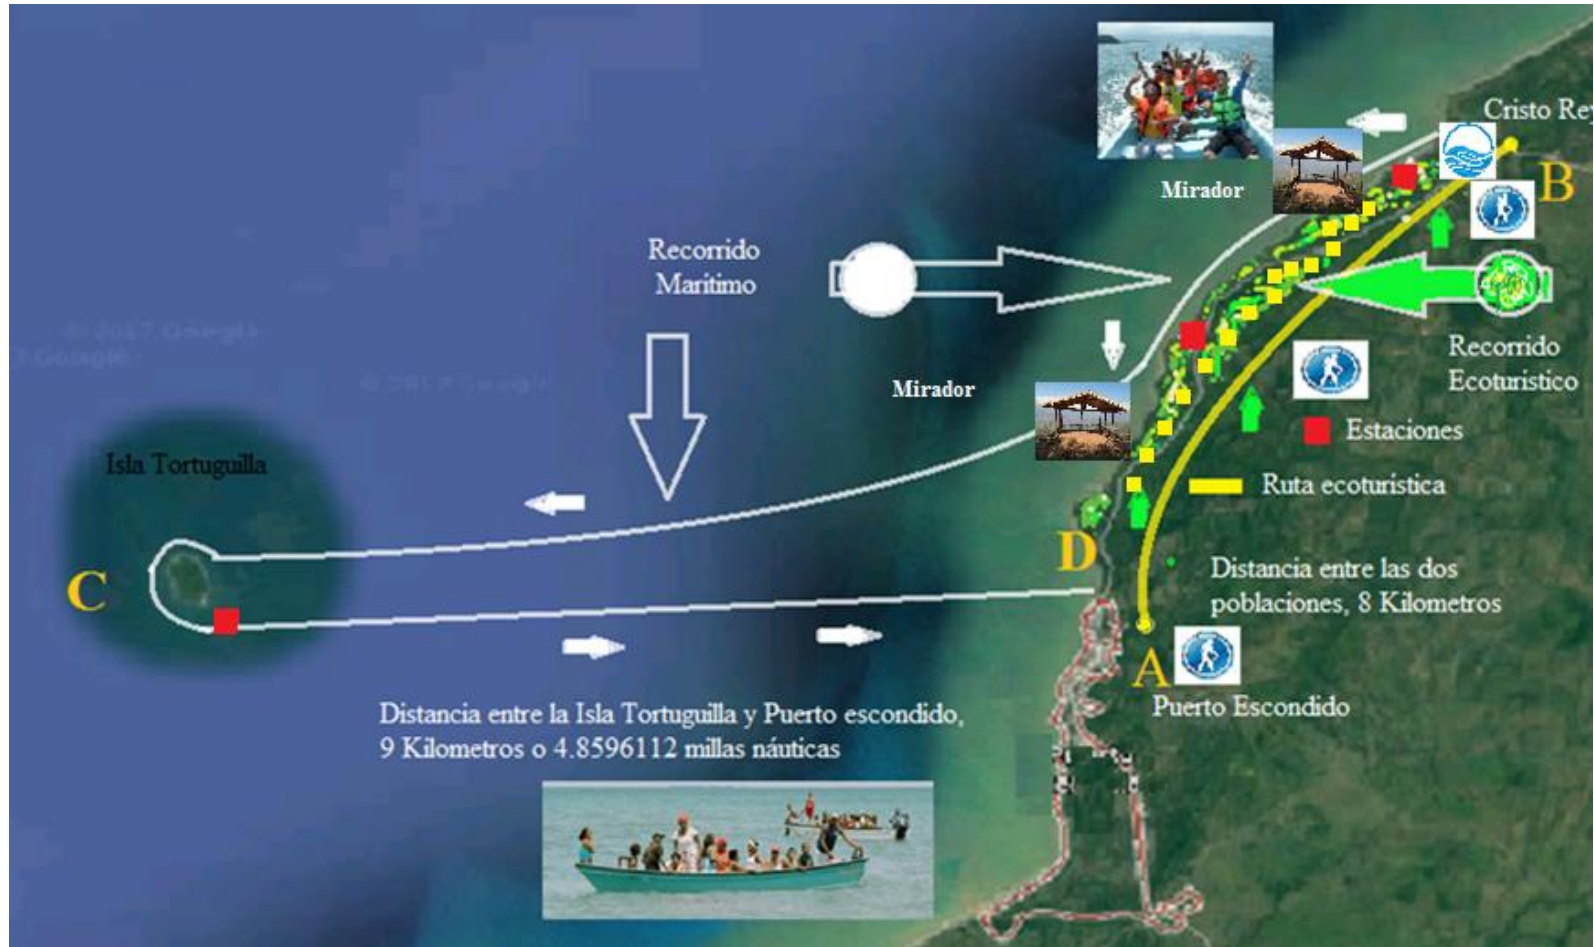 Cristo Rey
B
Mirador
Recorrido
Maritimo
Recorrido
Ecoturistico
Mirador
Estaciones
Isla Tortuguilla
Ruta ecoturistica
D
C
Distancia entre las dos
poblaciones, 8 Kilometros
A
Puerto Escondido
Distancia entre la Isla Tortuguilla y Puerto escondido,
9 Kilometros o 4.8596112 millas náuticas